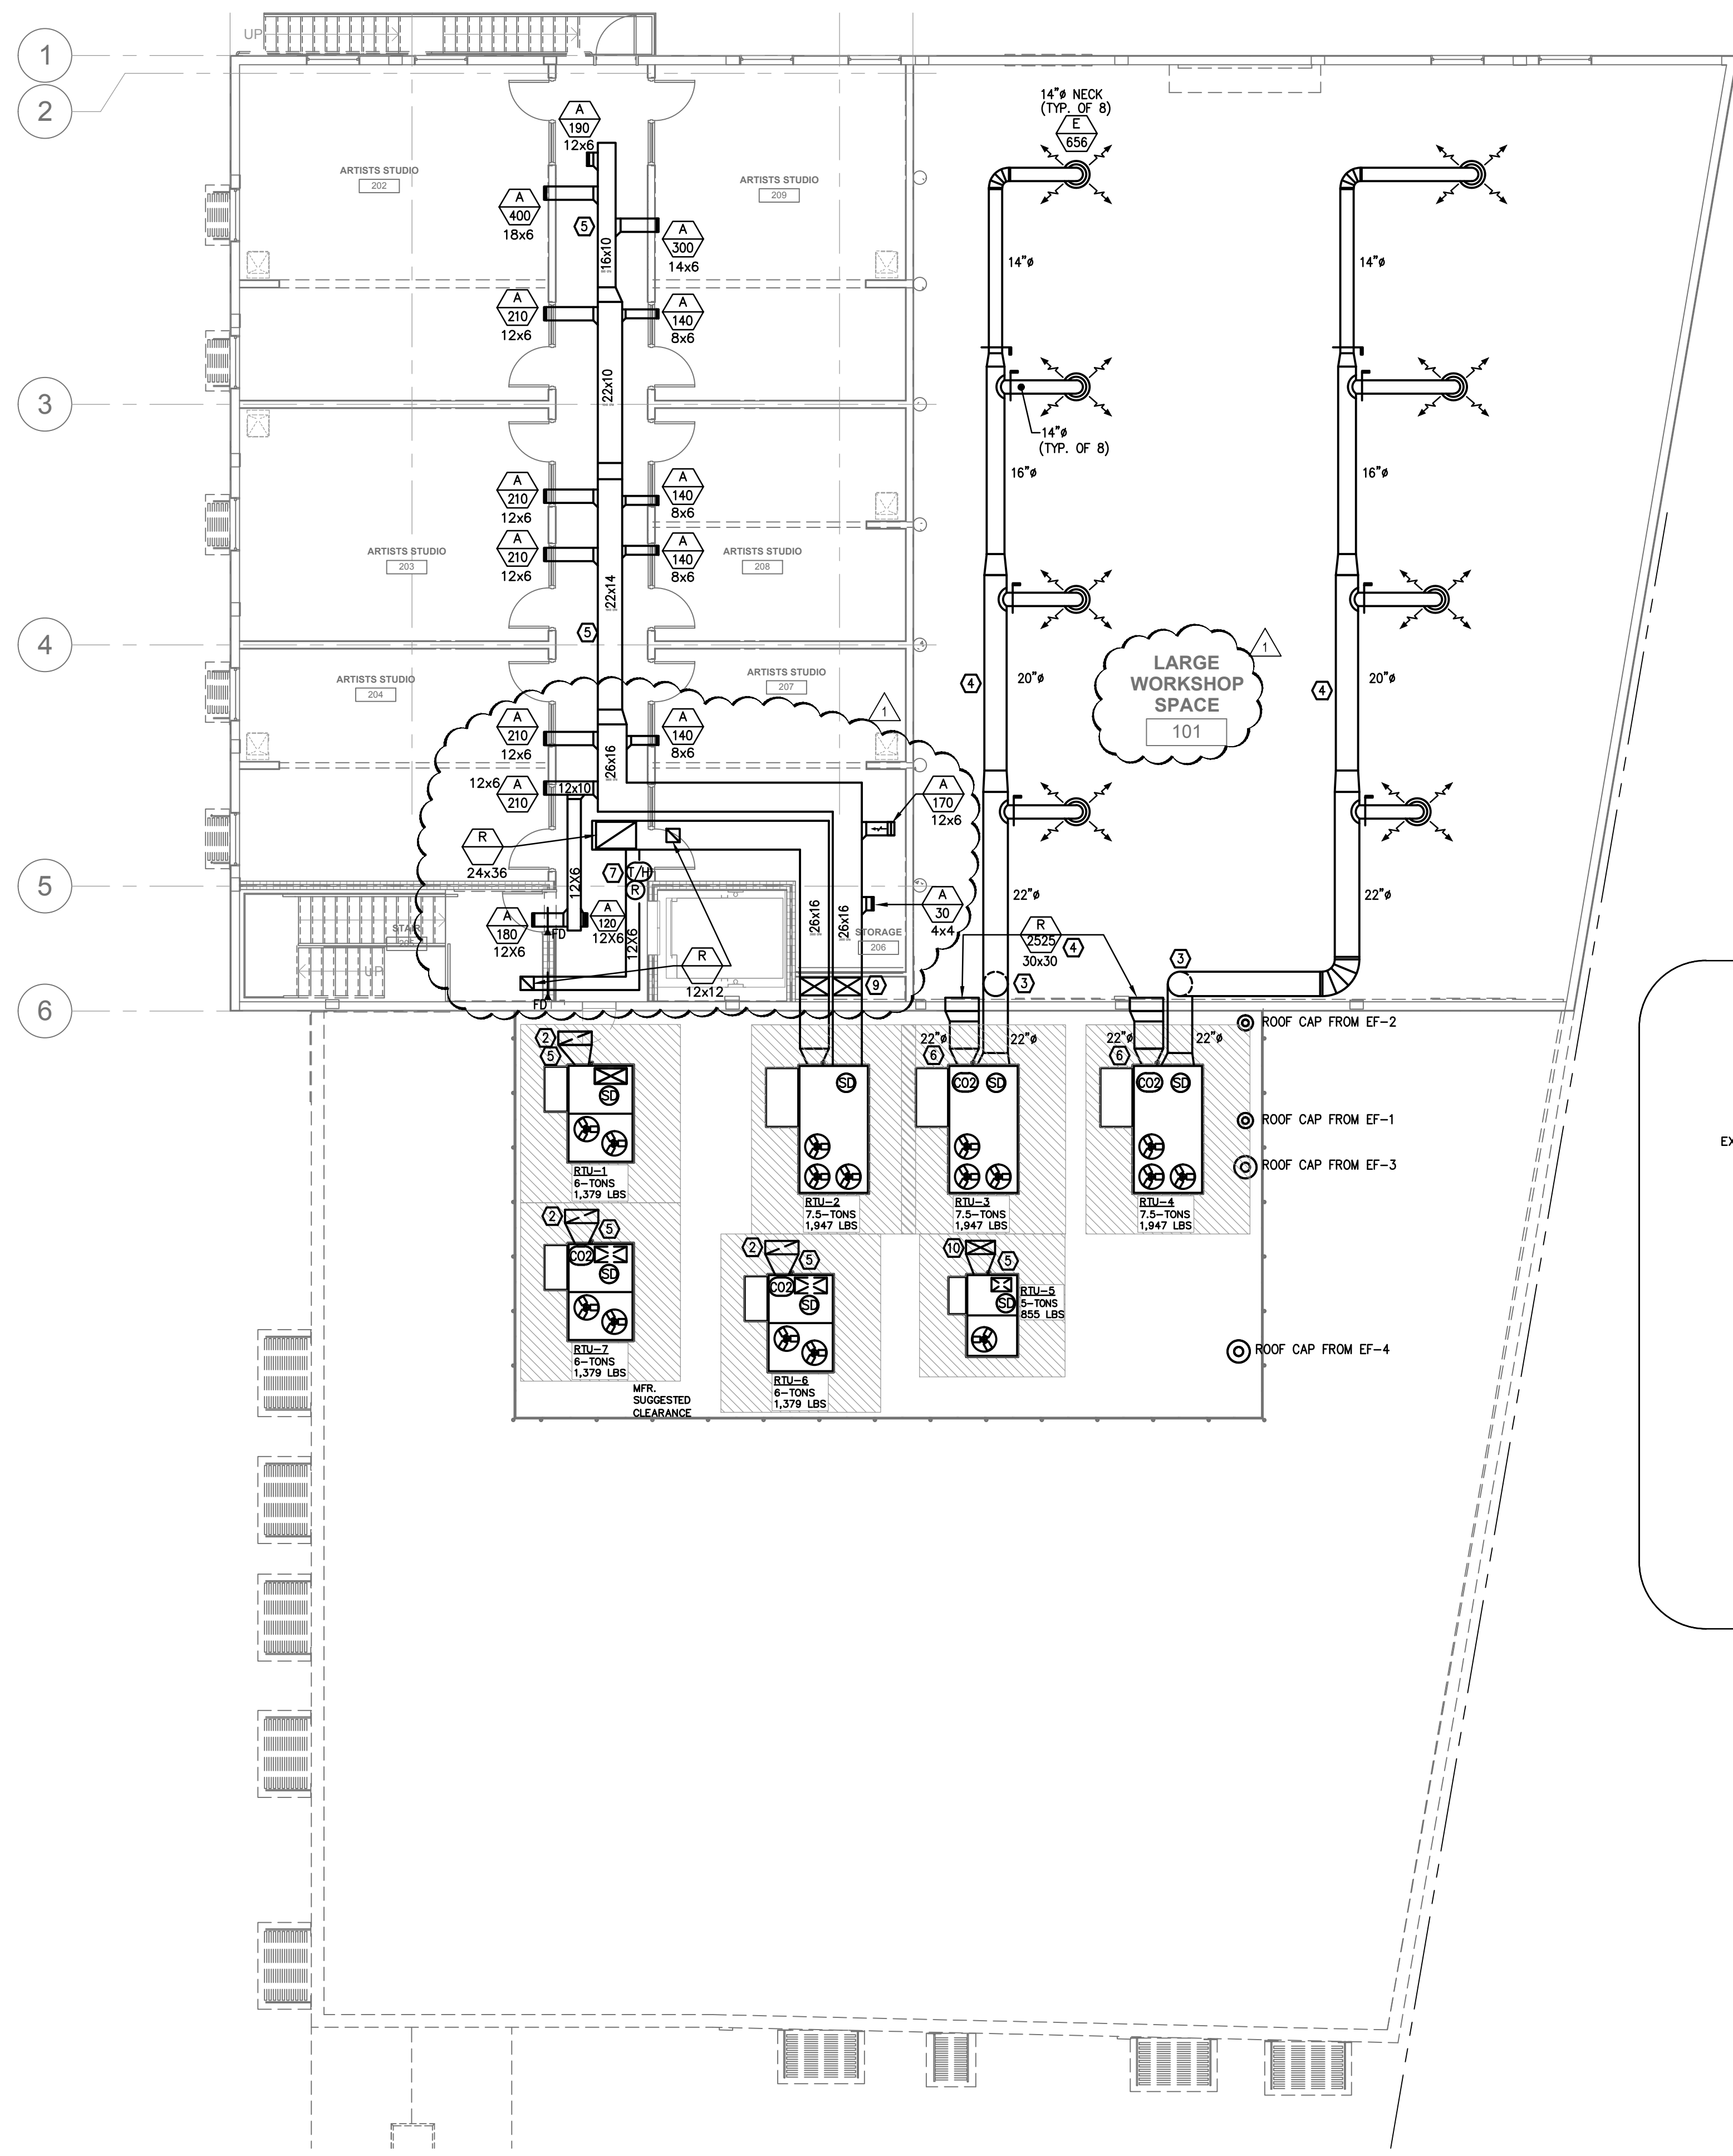 1
2
3
4
5
6
UP
A
190
12x6
14"ø NECK
(TYP. OF 8)
E
656
ARTISTS STUDIO
202
ARTISTS STUDIO
209
A
400
18x6
5
16x10
A
300
14x6
14"ø
14"ø
A
210
12x6
A
140
8x6
22x10
14"ø
(TYP. OF 8)
16"ø
16"ø
A
210
12x6
A
140
8x6
A
210
12x6
A
140
8x6
ARTISTS STUDIO
203
ARTISTS STUDIO
208
22x14
5
4
20"ø
LARGE
WORKSHOP
SPACE
101
1
4
20"ø
ARTISTS STUDIO
204
ARTISTS STUDIO
207
1
A
210
12x6
A
140
8x6
26x16
12x6
A
210
12x10
A
170
12x6
R
24x36
12X6
7
T/H
R
22"ø
22"ø
A
180
12X6
FD
A
120
12X6
12X6
26x16
26x16
A
30
4x4
STORAGE
206
STAIR
UP
R
2525
30x30
4
R
12x12
FD
9
3
3
2
5
22"ø
22"ø
6
22"ø
22"ø
6
ROOF CAP FROM EF-2
SD
RTU-1
6-TONS
1,379 LBS
SD
RTU-2
7.5-TONS
1,947 LBS
CO2
SD
RTU-3
7.5-TONS
1,947 LBS
CO2
SD
RTU-4
7.5-TONS
1,947 LBS
ROOF CAP FROM EF-1
ROOF CAP FROM EF-3
EX
2
5
CO2
SD
RTU-7
6-TONS
1,379 LBS
2
5
CO2
SD
RTU-6
6-TONS
1,379 LBS
10
5
SD
RTU-5
5-TONS
855 LBS
ROOF CAP FROM EF-4
MFR.
SUGGESTED
CLEARANCE